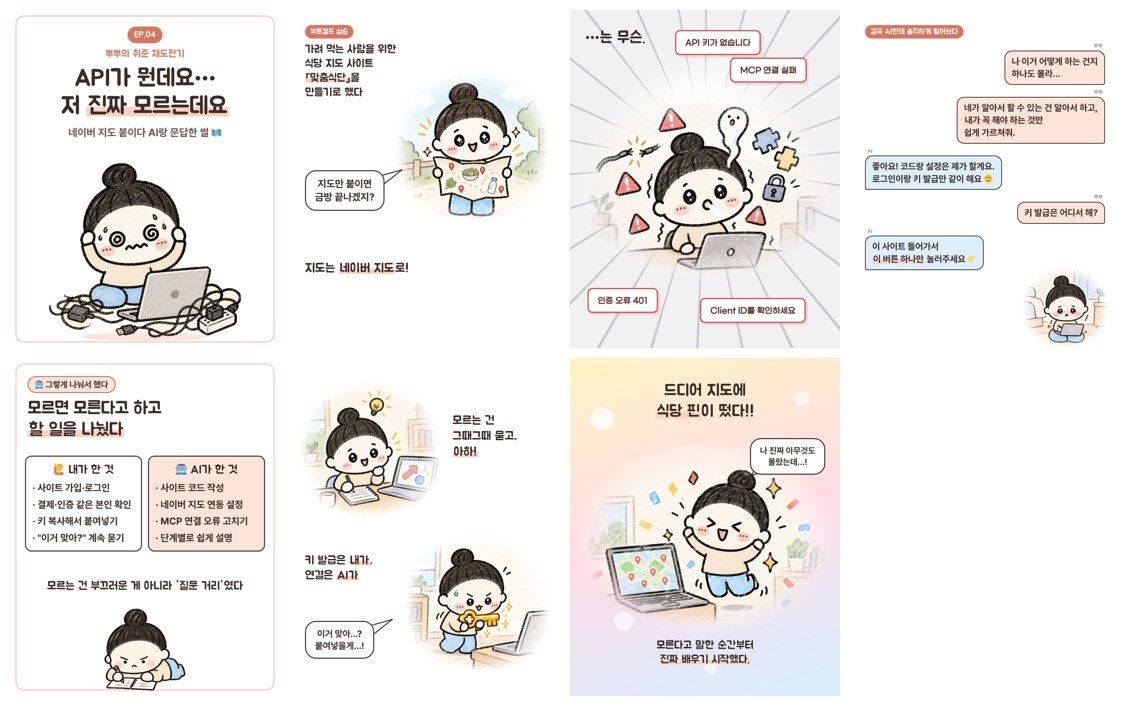 EP.04
뿌뿌의 취준 재도전기
API가 뭔데요…
저 진짜 모르는데요
네이버 지도 붙이다 AI랑 문답한 썰
부트캠프 실습
가려 먹는 사람을 위한
식당 지도 사이트
「맞춤식단」을
만들기로 했다
지도만 붙이면
금방 끝나겠지?
지도는 네이버 지도로!
…는 무슨.
API 키가 없습니다
MCP 연결 실패
인증 오류 401
Client ID를 확인하세요
결국 AI한테 솔직하게 털어놨다
뿌뿌
나 이거 어떻게 하는 건지
하나도 몰라…
뿌뿌
네가 알아서 할 수 있는 건 알아서 하고,
내가 꼭 해야 하는 것만
쉽게 가르쳐줘.
AI
좋아요! 코드랑 설정은 제가 할게요.
로그인이랑 키 발급만 같이 해요 🙂
뿌뿌
키 발급은 어디서 해?
AI
이 사이트 들어가서
이 버튼 하나만 눌러주세요 👉
그렇게 나눠서 했다
모르면 모른다고 하고
할 일을 나눴다
내가 한 것
· 사이트 가입·로그인
· 결제·인증 같은 본인 확인
· 키 복사해서 붙여넣기
· "이거 맞아?" 계속 묻기
AI가 한 것
· 사이트 코드 작성
· 네이버 지도 연동 설정
· MCP 연결 오류 고치기
· 단계별로 쉽게 설명
모르는 건 부끄러운 게 아니라 '질문 거리'였다
모르는 건
그때그때 묻고,
아하!
키 발급은 내가,
연결은 AI가
이거 맞아…?
붙여넣을게…!
드디어 지도에
식당 핀이 떴다!!
나 진짜 아무것도
몰랐는데…!
모른다고 말한 순간부터
진짜 배우기 시작했다.